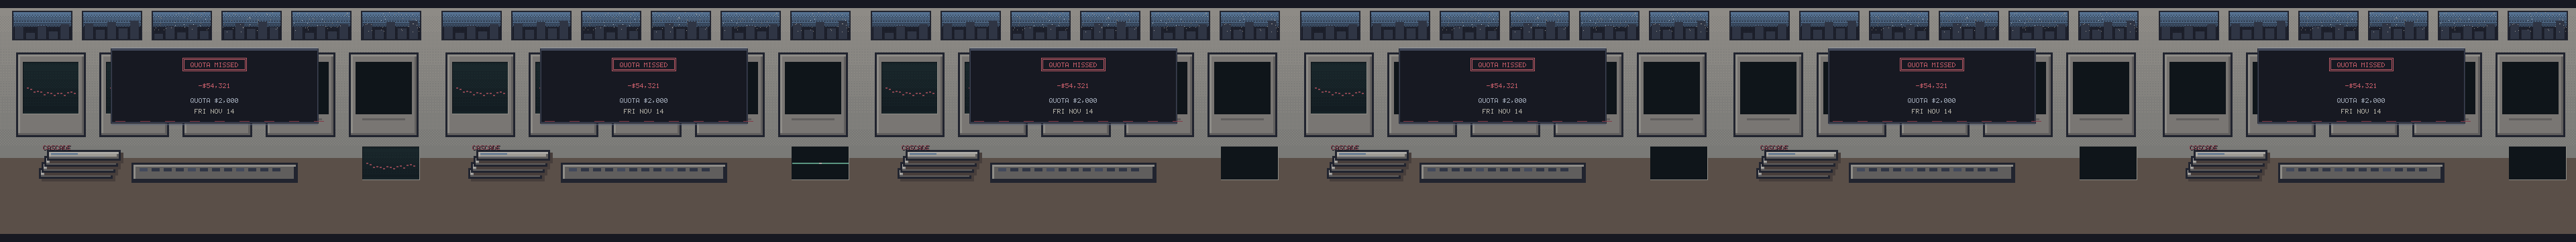 QUOTA MISSED QUOTA MISSED QUOTA MISSED QUOTA MISSED QUOTA MISSED QUOTA MISSED
-$54,321 -$54,321 -$54,321 -$54,321 -$54,321 -$54,321
QUOTA $2,000 QUOTA $2,000 QUOTA $2,000 QUOTA $2,000 QUOTA $2,000 QUOTA $2,000
FRI NOV 14 FRI NOV 14 FRI NOV 14 FRI NOV 14 FRI NOV 14 FRI NOV 14